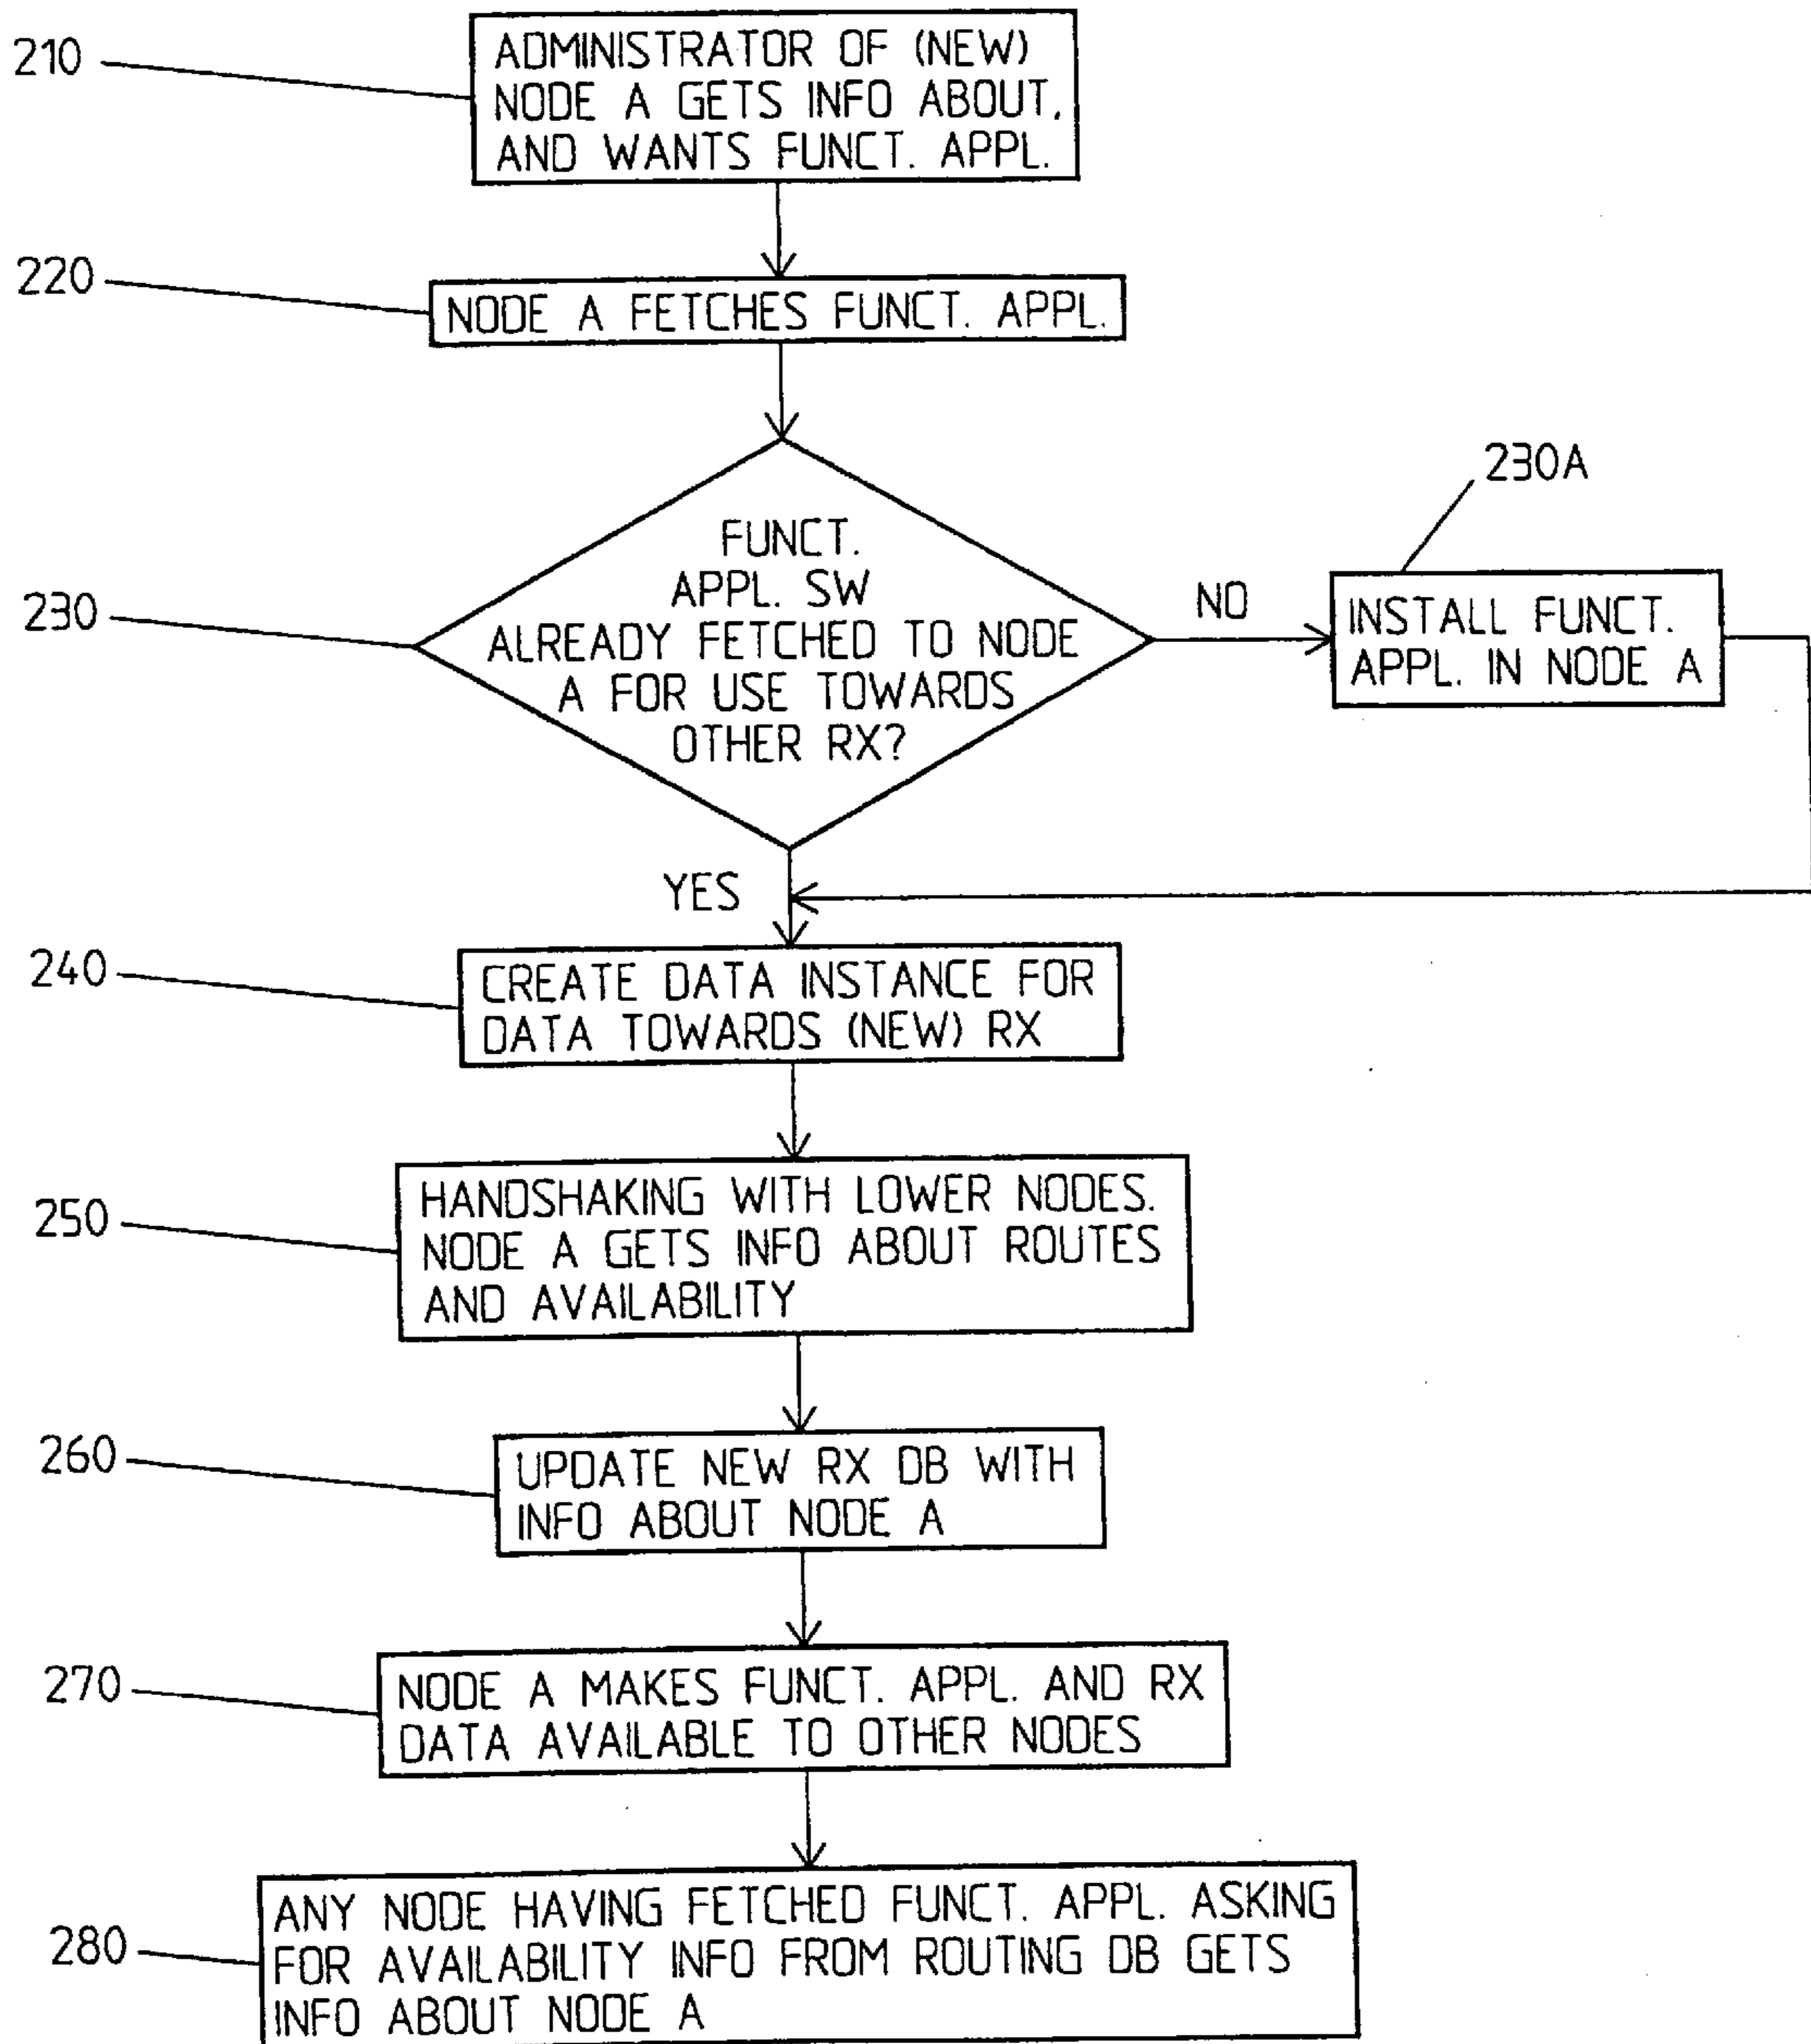 210
ADMINISTRATOR OF (NEW)
NODE A GETS INFO ABOUT,
AND WANTS FUNCT. APPL.
220
NODE A FETCHES FUNCT. APPL.
230
FUNCT.
APPL. SW
ALREADY FETCHED TO NODE
A FOR USE TOWARDS
OTHER RX?
NO
230A
INSTALL FUNCT.
APPL. IN NODE A
YES
240
CREATE DATA INSTANCE FOR
DATA TOWARDS (NEW) RX
250
HANDSHAKING WITH LOWER NODES.
NODE A GETS INFO ABOUT ROUTES
AND AVAILABILITY
260
UPDATE NEW RX DB WITH
INFO ABOUT NODE A
270
NODE A MAKES FUNCT. APPL. AND RX
DATA AVAILABLE TO OTHER NODES
280
ANY NODE HAVING FETCHED FUNCT. APPL. ASKING
FOR AVAILABILITY INFO FROM ROUTING DB GETS
INFO ABOUT NODE A